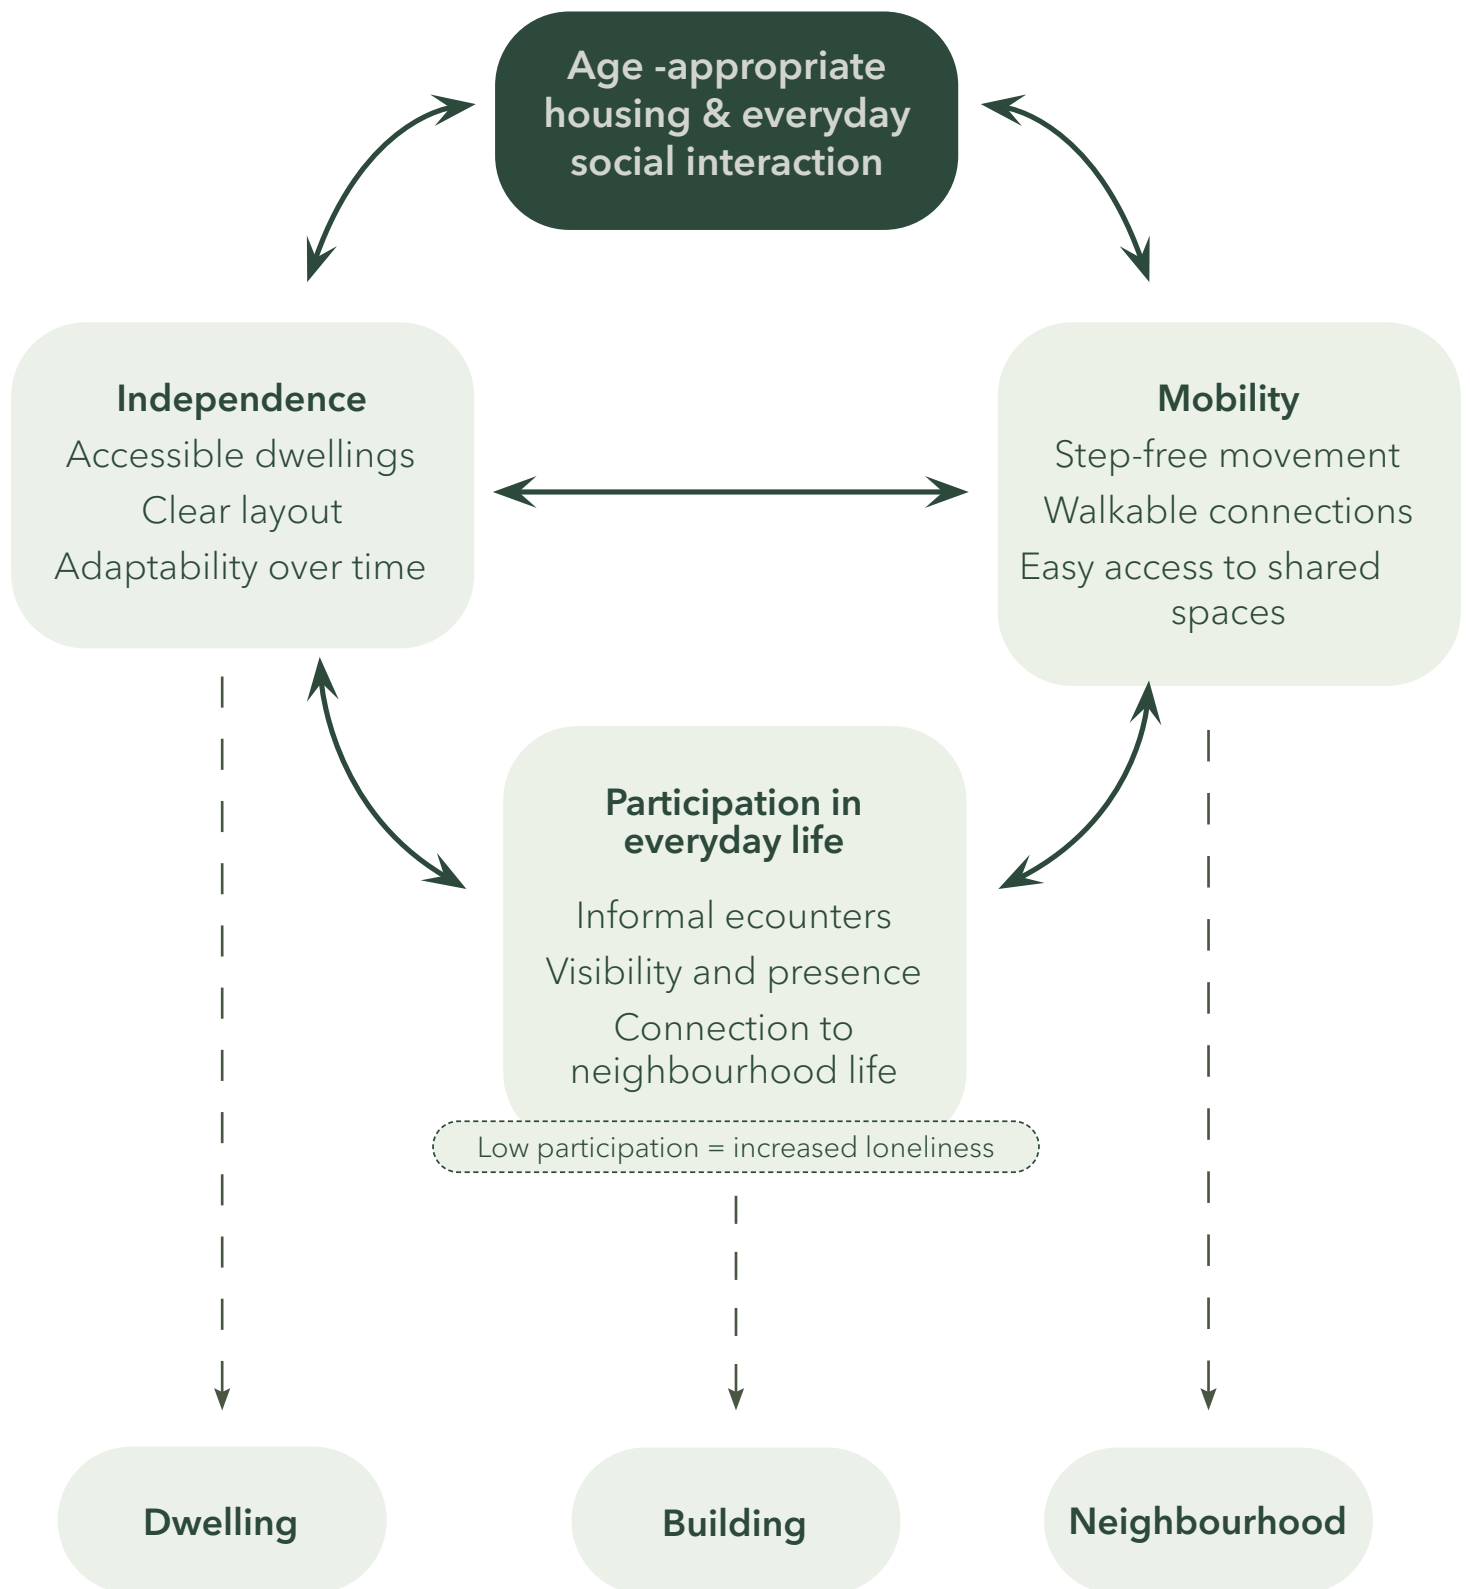 Age -appropriate
housing & everyday
social interaction
Independence
Accessible dwellings
Clear layout
Adaptability over time
Mobility
Step-free movement
Walkable connections
Easy access to shared
spaces
Participation in
everyday life
Informal ecounters
Visibility and presence
Connection to
neighbourhood life
Low participation = increased loneliness
Dwelling
Building
Neighbourhood